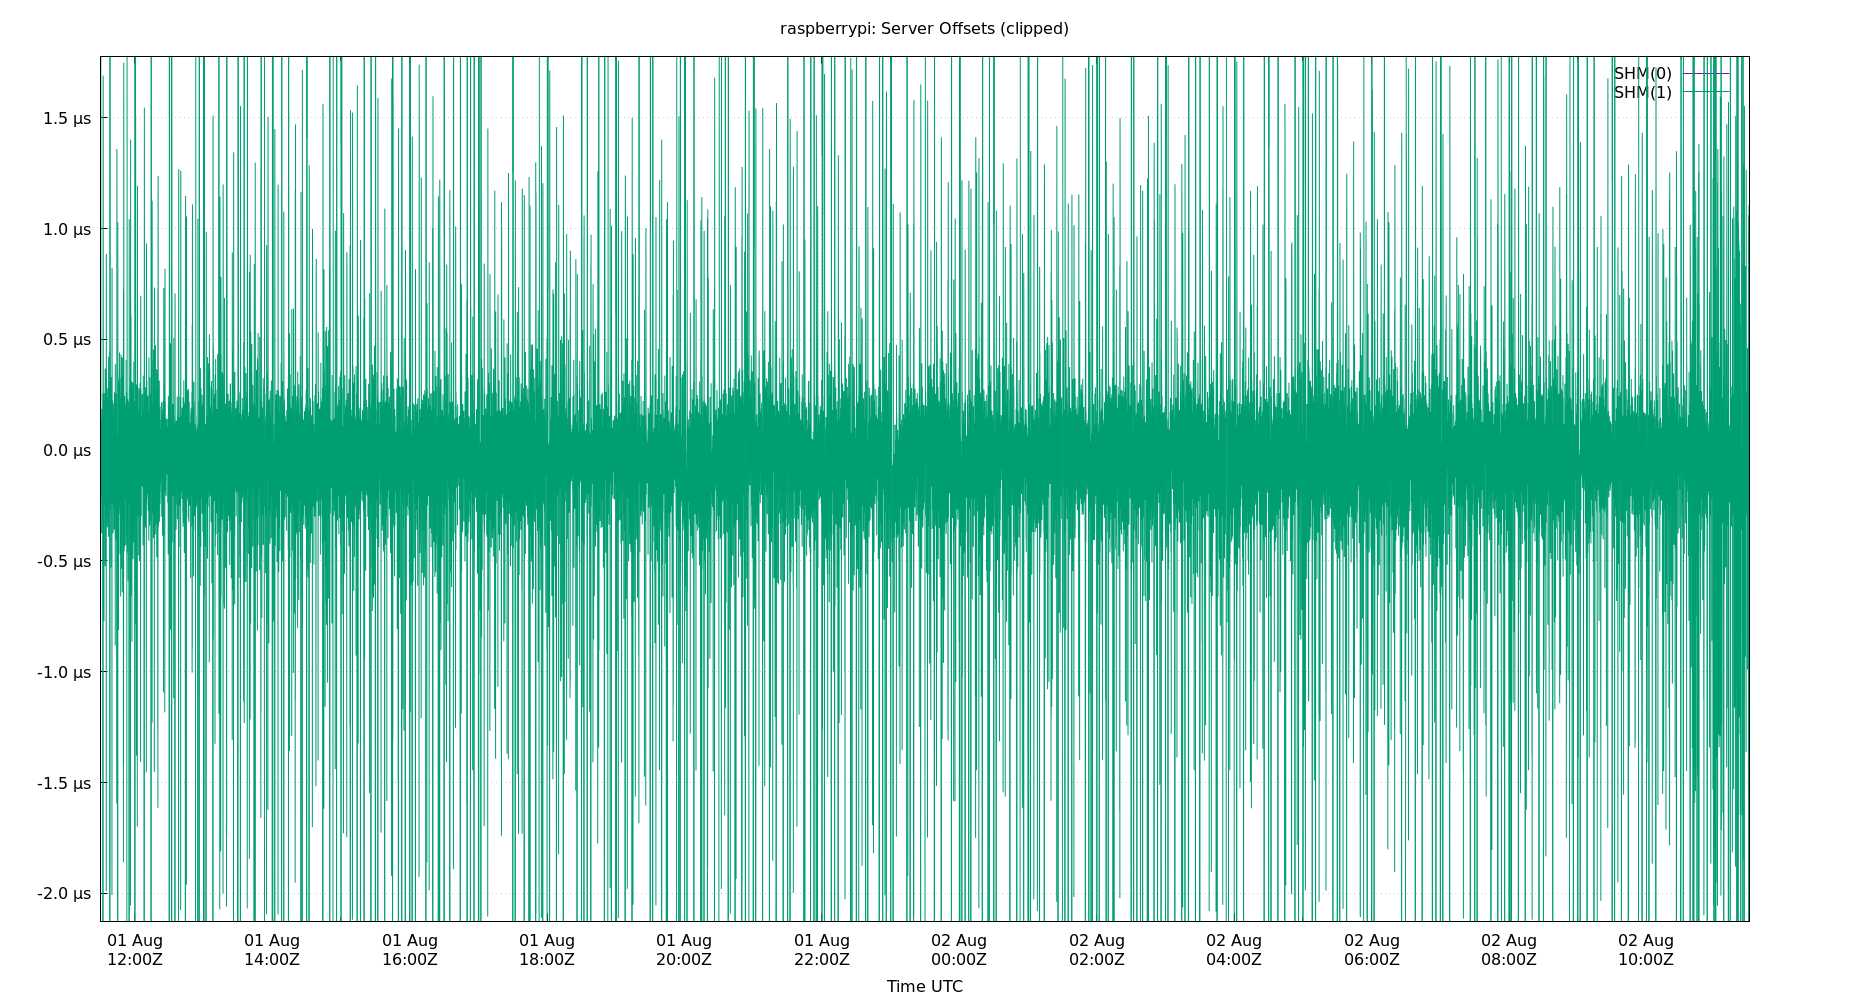 raspberrypi: Server Offsets (clipped)
SHM(0)
SHM(1)
1.5 µs
1.0 µs
0.5 µs
0.0 µs
-0.5 µs
-1.0 µs
-1.5 µs
-2.0 µs
01 Aug 01 Aug 01 Aug 01 Aug 01 Aug 01 Aug 02 Aug 02 Aug 02 Aug 02 Aug 02 Aug 02 Aug
12:00Z 14:00Z 16:00Z 18:00Z 20:00Z 22:00Z 00:00Z 02:00Z 04:00Z 06:00Z 08:00Z 10:00Z
Time UTC